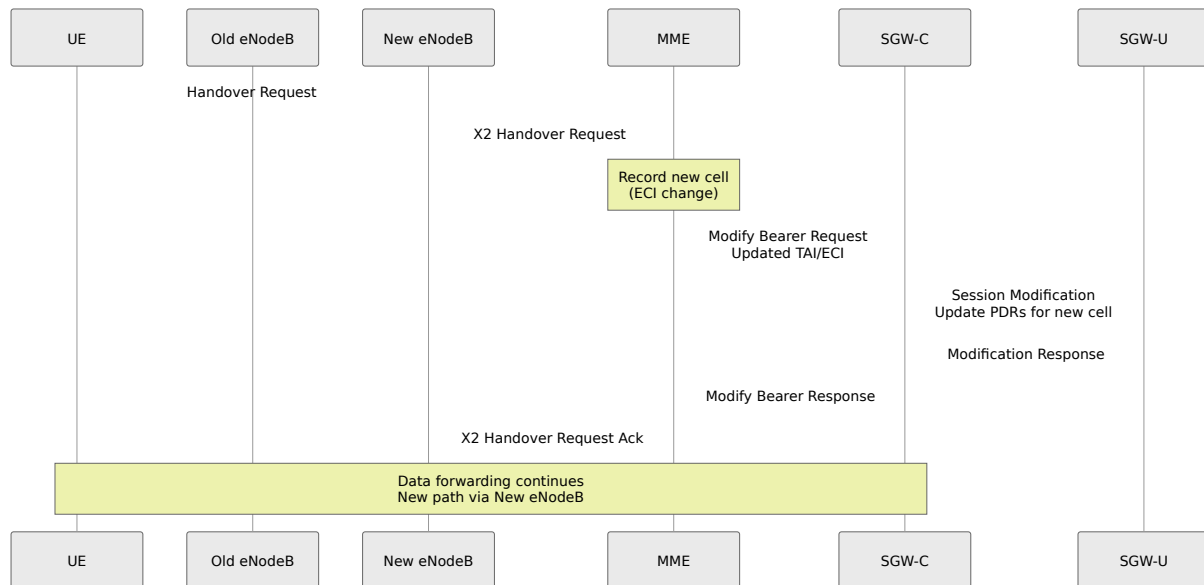 UE
Old eNodeB
New eNodeB
MME
SGW-C
SGW-U
Handover Request
X2 Handover Request
Record new cell
(ECI change)
Modify Bearer Request
Updated TAI/ECI
Session Modification
Update PDRs for new cell
Modification Response
Modify Bearer Response
X2 Handover Request Ack
Data forwarding continues
New path via New eNodeB
UE
Old eNodeB
New eNodeB
MME
SGW-C
SGW-U